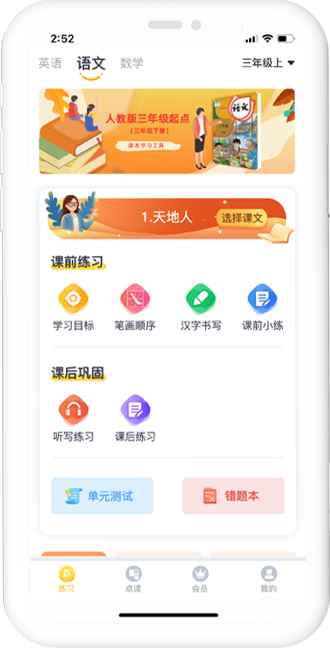 2:52
英语 语文 数学 三年级上
人教版三年级起点
(三年级下册)
课本学习工具
语文
1.天地人 选择课文
课前练习
学习目标 笔画顺序 汉字书写 课前小练
课后巩固
听写练习 课后练习
单元测试 错题本
练习 点读 会员 我的